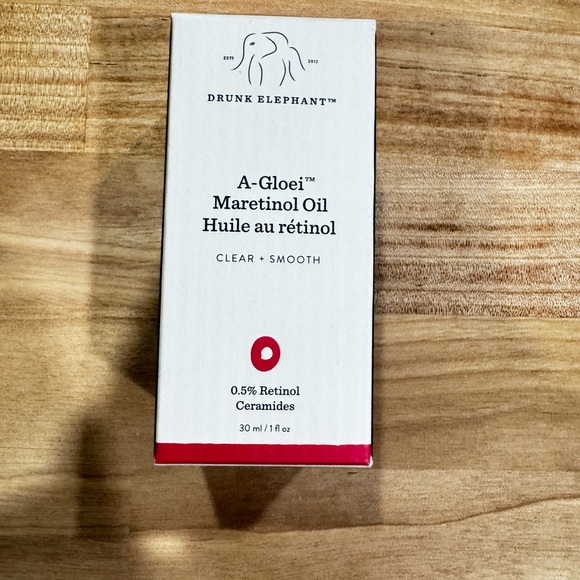 ESTD 2012
DRUNK ELEPHANT™
A-Gloei™
Maretinol Oil
Huile au rétinol
CLEAR + SMOOTH
0.5% Retinol
Ceramides
30 ml / 1 fl oz